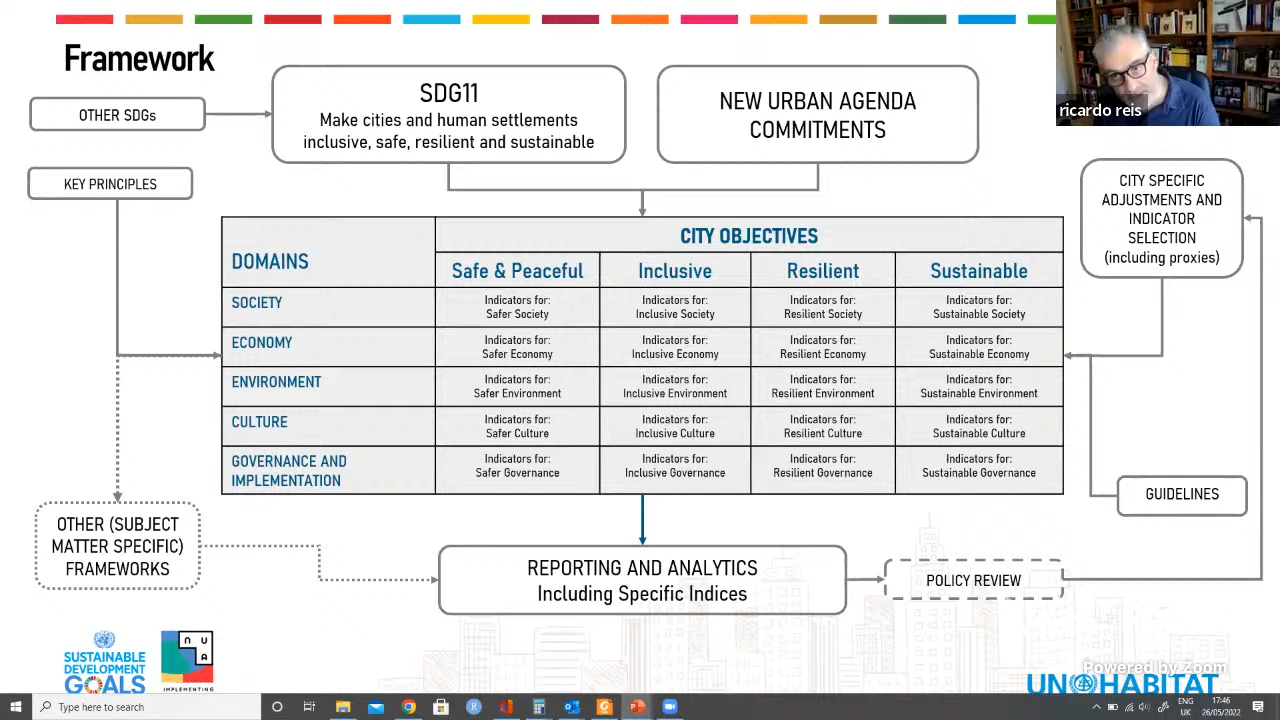 Framework
OTHER SDGs
SDG11
Make cities and human settlements
inclusive, safe, resilient and sustainable
NEW URBAN AGENDA
COMMITMENTS
ricardo reis
KEY PRINCIPLES
CITY SPECIFIC
ADJUSTMENTS AND
INDICATOR
SELECTION
(including proxies)
DOMAINS
CITY OBJECTIVES
Safe & Peaceful
Inclusive
Resilient
Sustainable
SOCIETY
Indicators for:
Safer Society
Indicators for:
Inclusive Society
Indicators for:
Resilient Society
Indicators for:
Sustainable Society
ECONOMY
Indicators for:
Safer Economy
Indicators for:
Inclusive Economy
Indicators for:
Resilient Economy
Indicators for:
Sustainable Economy
ENVIRONMENT
Indicators for:
Safer Environment
Indicators for:
Inclusive Environment
Indicators for:
Resilient Environment
Indicators for:
Sustainable Environment
CULTURE
Indicators for:
Safer Culture
Indicators for:
Inclusive Culture
Indicators for:
Resilient Culture
Indicators for:
Sustainable Culture
GOVERNANCE AND
IMPLEMENTATION
Indicators for:
Safer Governance
Indicators for:
Inclusive Governance
Indicators for:
Resilient Governance
Indicators for:
Sustainable Governance
GUIDELINES
OTHER (SUBJECT
MATTER SPECIFIC)
FRAMEWORKS
REPORTING AND ANALYTICS
Including Specific Indices
POLICY REVIEW
SUSTAINABLE
DEVELOPMENT
GOALS
NUA
IMPLEMENTING
Powered by Zoom
UN HABITAT
Type here to search
ENG
UK
17:46
26/05/2022